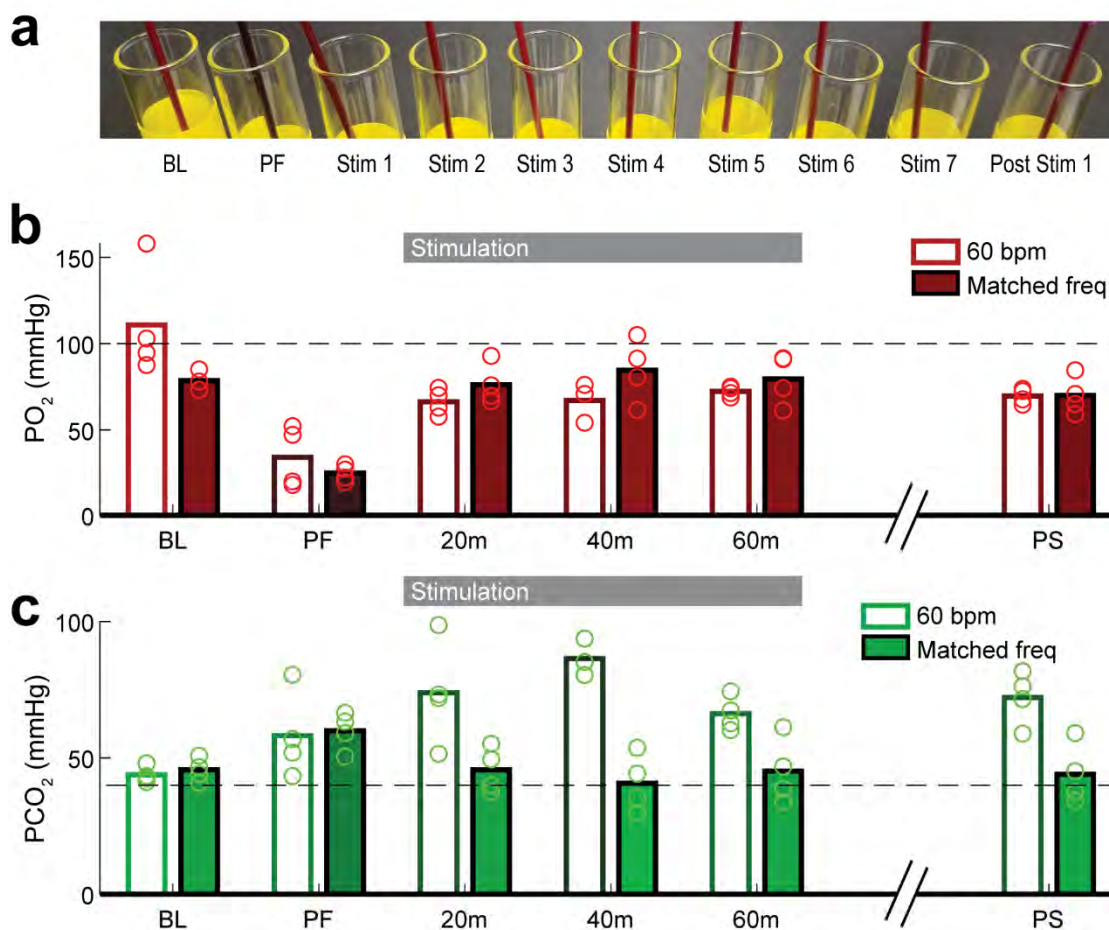 a
BL PF Stim 1 Stim 2 Stim 3 Stim 4 Stim 5 Stim 6 Stim 7 Post Stim 1
b
Stimulation
60 bpm
Matched freq
PO₂ (mmHg)
150
100
50
0
BL PF 20m 40m 60m PS
c
Stimulation
60 bpm
Matched freq
PCO₂ (mmHg)
100
50
0
BL PF 20m 40m 60m PS